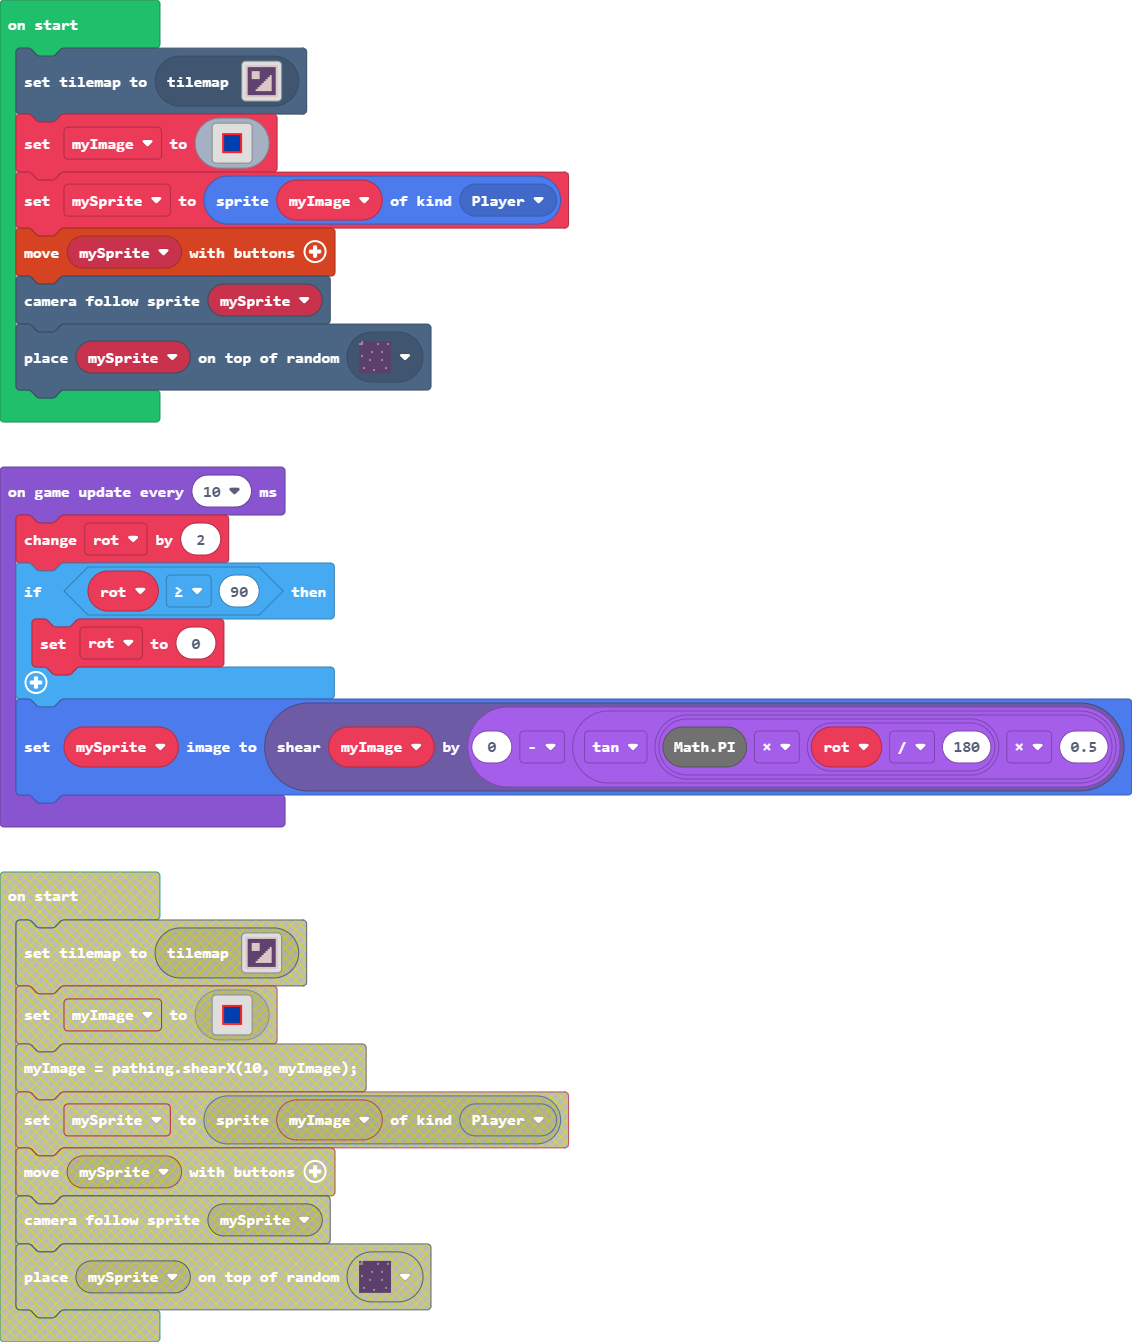 on start
set tilemap to tilemap
set myImage to
set mySprite to sprite myImage of kind Player
move mySprite with buttons
camera follow sprite mySprite
place mySprite on top of random
on game update every 10 ms
change rot by 2
if rot ≥ 90 then
set rot to 0
set mySprite image to shear myImage by 0 - tan Math.PI × rot / 180 × 0.5
on start
set tilemap to tilemap
set myImage to
myImage = pathing.shearX(10, myImage);
set mySprite to sprite myImage of kind Player
move mySprite with buttons
camera follow sprite mySprite
place mySprite on top of random